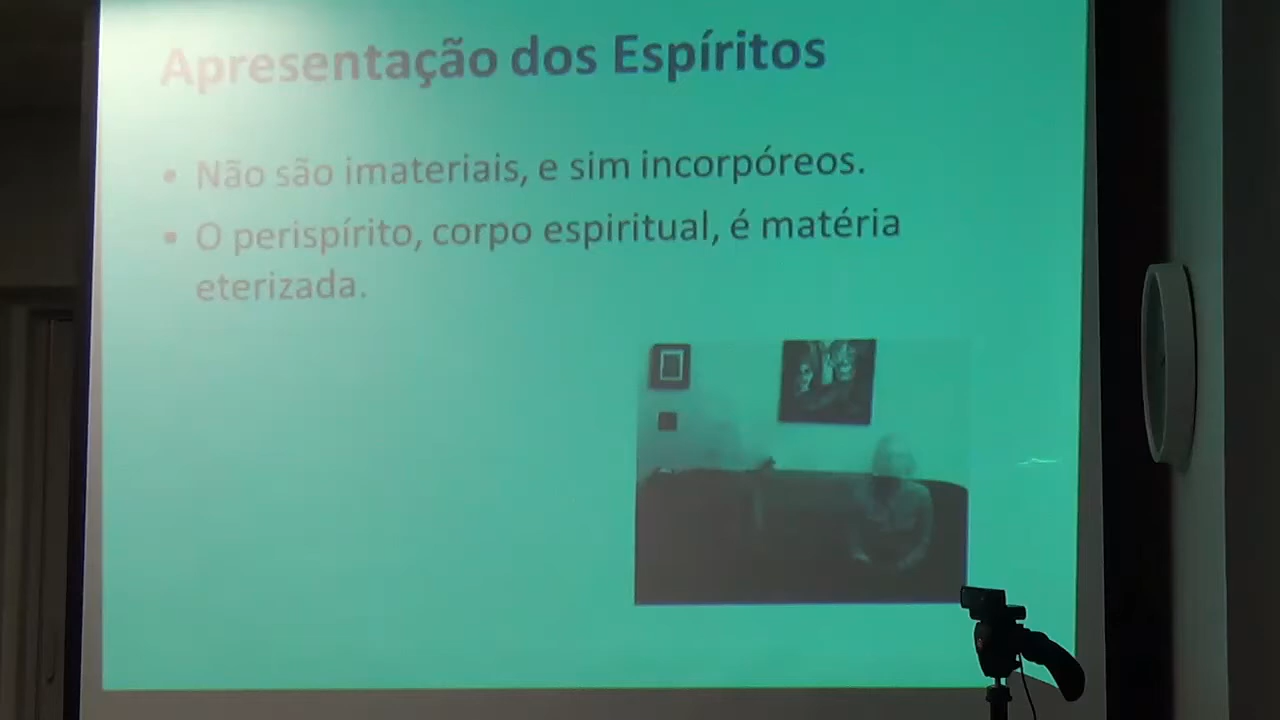 Apresentação dos Espíritos
• Não são imateriais, e sim incorpóreos.
• O perispírito, corpo espiritual, é matéria
eterizada.